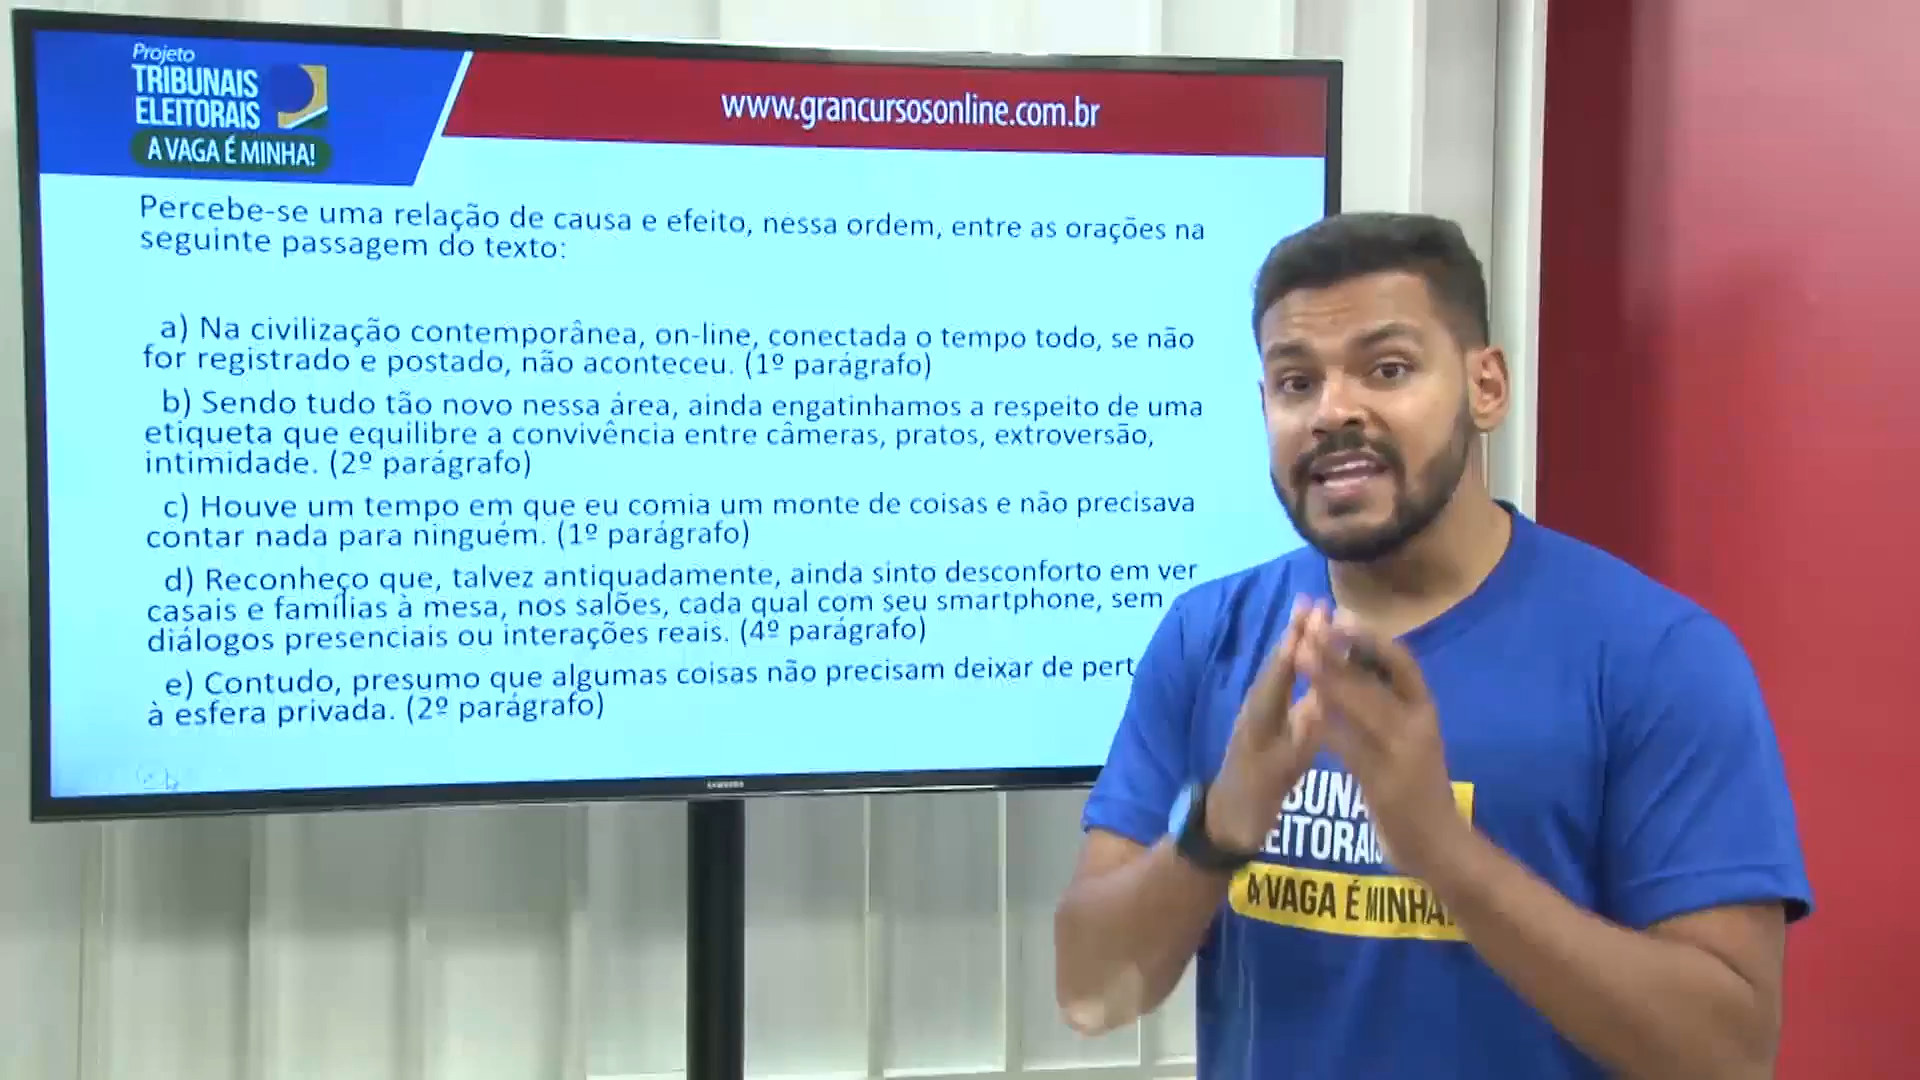 Projeto
TRIBUNAIS
ELEITORAIS
A VAGA É MINHA!
www.grancursosonline.com.br
Percebe-se uma relação de causa e efeito, nessa ordem, entre as orações na
seguinte passagem do texto:
a) Na civilização contemporânea, on-line, conectada o tempo todo, se não
for registrado e postado, não aconteceu. (1º parágrafo)
b) Sendo tudo tão novo nessa área, ainda engatinhamos a respeito de uma
etiqueta que equilibre a convivência entre câmeras, pratos, extroversão,
intimidade. (2º parágrafo)
c) Houve um tempo em que eu comia um monte de coisas e não precisava
contar nada para ninguém. (1º parágrafo)
d) Reconheço que, talvez antiquadamente, ainda sinto desconforto em ver
casais e famílias à mesa, nos salões, cada qual com seu smartphone, sem
diálogos presenciais ou interações reais. (4º parágrafo)
e) Contudo, presumo que algumas coisas não precisam deixar de pert
à esfera privada. (2º parágrafo)
SAMSUNG
BUNA
EITORAIS
A VAGA É MINHA!